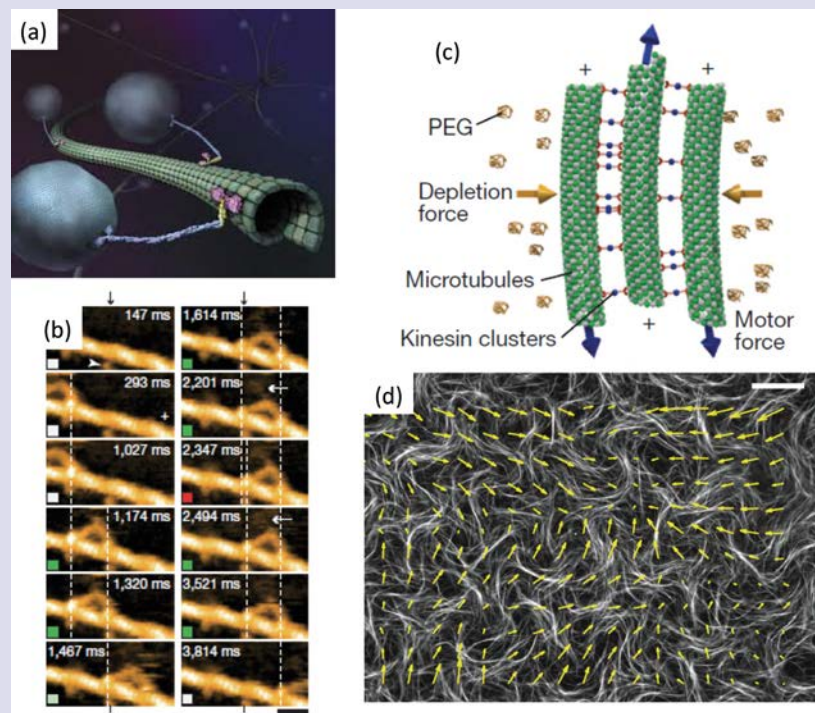 (a)
(b)
147 ms
293 ms
+
1,027 ms
1,174 ms
1,320 ms
1,467 ms
1,614 ms
2,201 ms
2,347 ms
2,494 ms
3,521 ms
3,814 ms
(c)
+
+
PEG
Depletion
force
Microtubules
Kinesin clusters
+
Motor
force
(d)